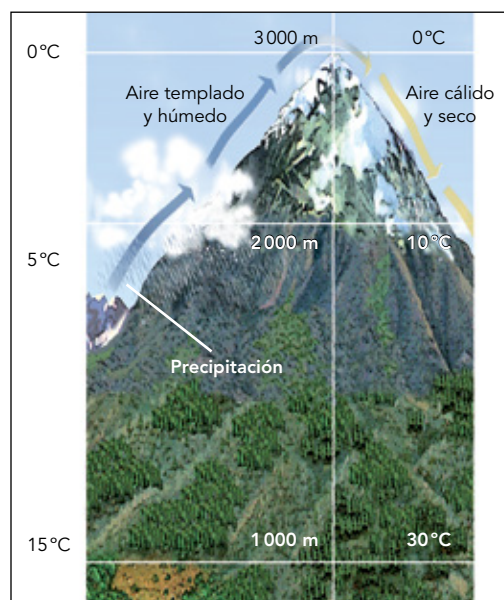 0 °C
3 000 m
0 °C
Aire templado
y húmedo
Aire cálido
y seco
5 °C
2 000 m
10 °C
Precipitación
15 °C
1 000 m
30 °C